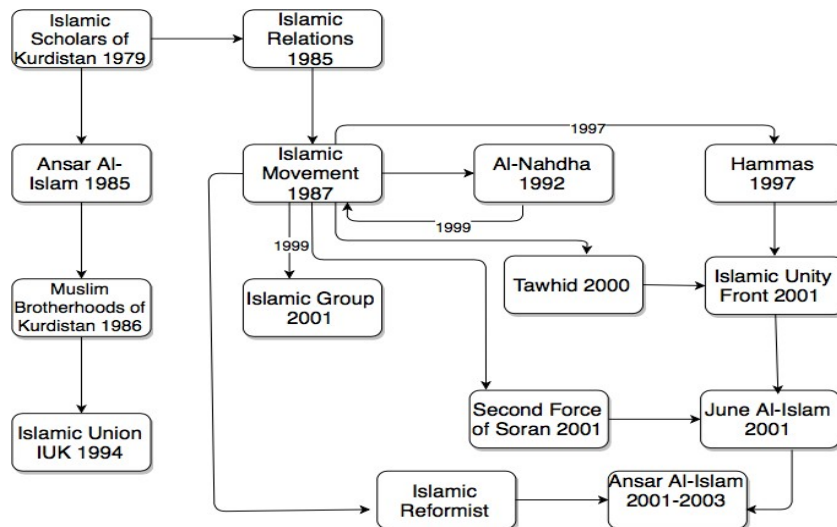 Islamic
Scholars of
Kurdistan 1979
Islamic
Relations
1985
1997
Ansar Al-
Islam 1985
Islamic
Movement
1987
Al-Nahdha
1992
Hammas
1997
1999
1999
Muslim
Brotherhoods of
Kurdistan 1986
Islamic Group
2001
Tawhid 2000
Islamic Unity
Front 2001
Islamic Union
IUK 1994
Second Force
of Soran 2001
June Al-Islam
2001
Islamic
Reformist
Ansar Al-Islam
2001-2003